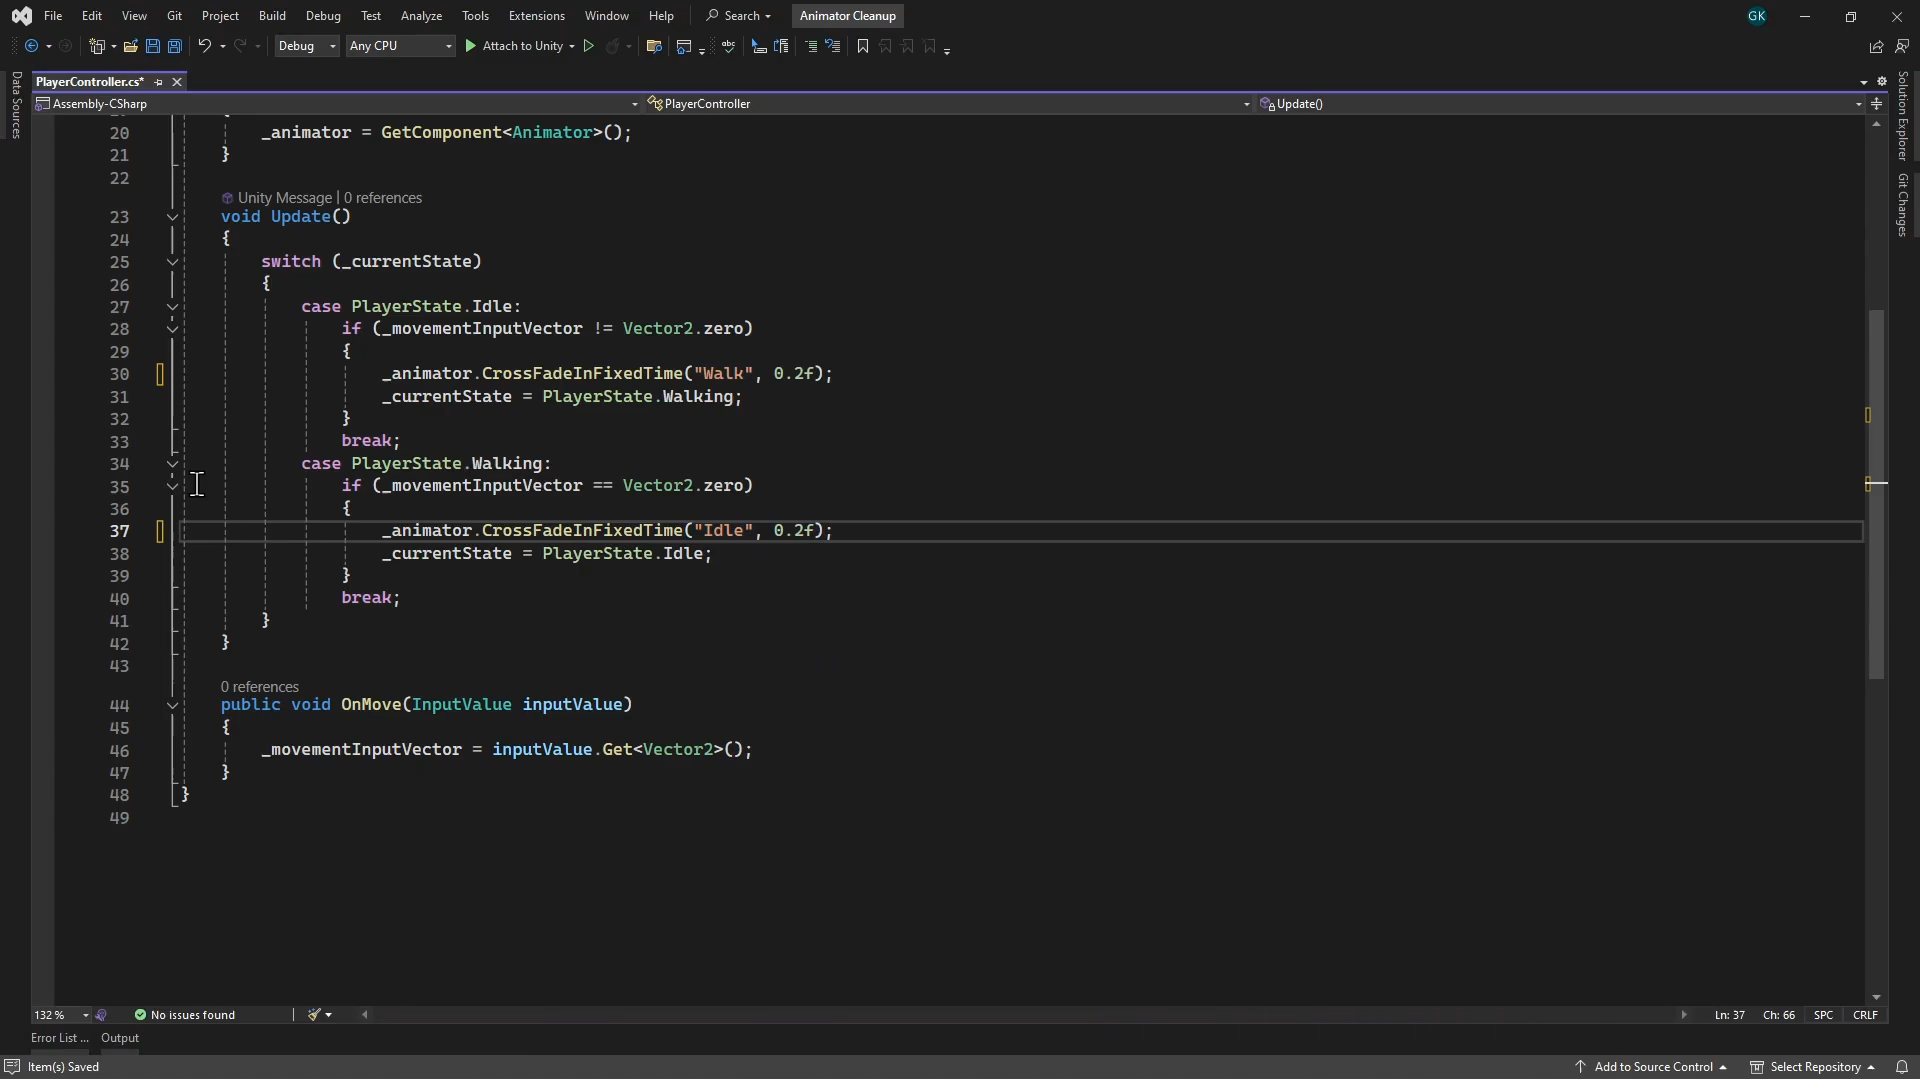 File Edit View Git Project Build Debug Test Analyze Tools Extensions Window Help Search Animator Cleanup GK
Debug Any CPU Attach to Unity abc
PlayerController.cs*
Assembly-CSharp PlayerController Update()
Data Sources
Solution Explorer
Git Changes
20 _animator = GetComponent<Animator>();
21 }
22
Unity Message | 0 references
23 void Update()
24 {
25 switch (_currentState)
26 {
27 case PlayerState.Idle:
28 if (_movementInputVector != Vector2.zero)
29 {
30 _animator.CrossFadeInFixedTime("Walk", 0.2f);
31 _currentState = PlayerState.Walking;
32 }
33 break;
34 case PlayerState.Walking:
35 if (_movementInputVector == Vector2.zero)
36 {
37 _animator.CrossFadeInFixedTime("Idle", 0.2f);
38 _currentState = PlayerState.Idle;
39 }
40 break;
41 }
42 }
43
0 references
44 public void OnMove(InputValue inputValue)
45 {
46 _movementInputVector = inputValue.Get<Vector2>();
47 }
48 }
49
132 % No issues found Ln: 37 Ch: 66 SPC CRLF
Error List ... Output
Item(s) Saved Add to Source Control Select Repository